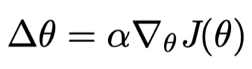 Δθ = α∇_θ J(θ)